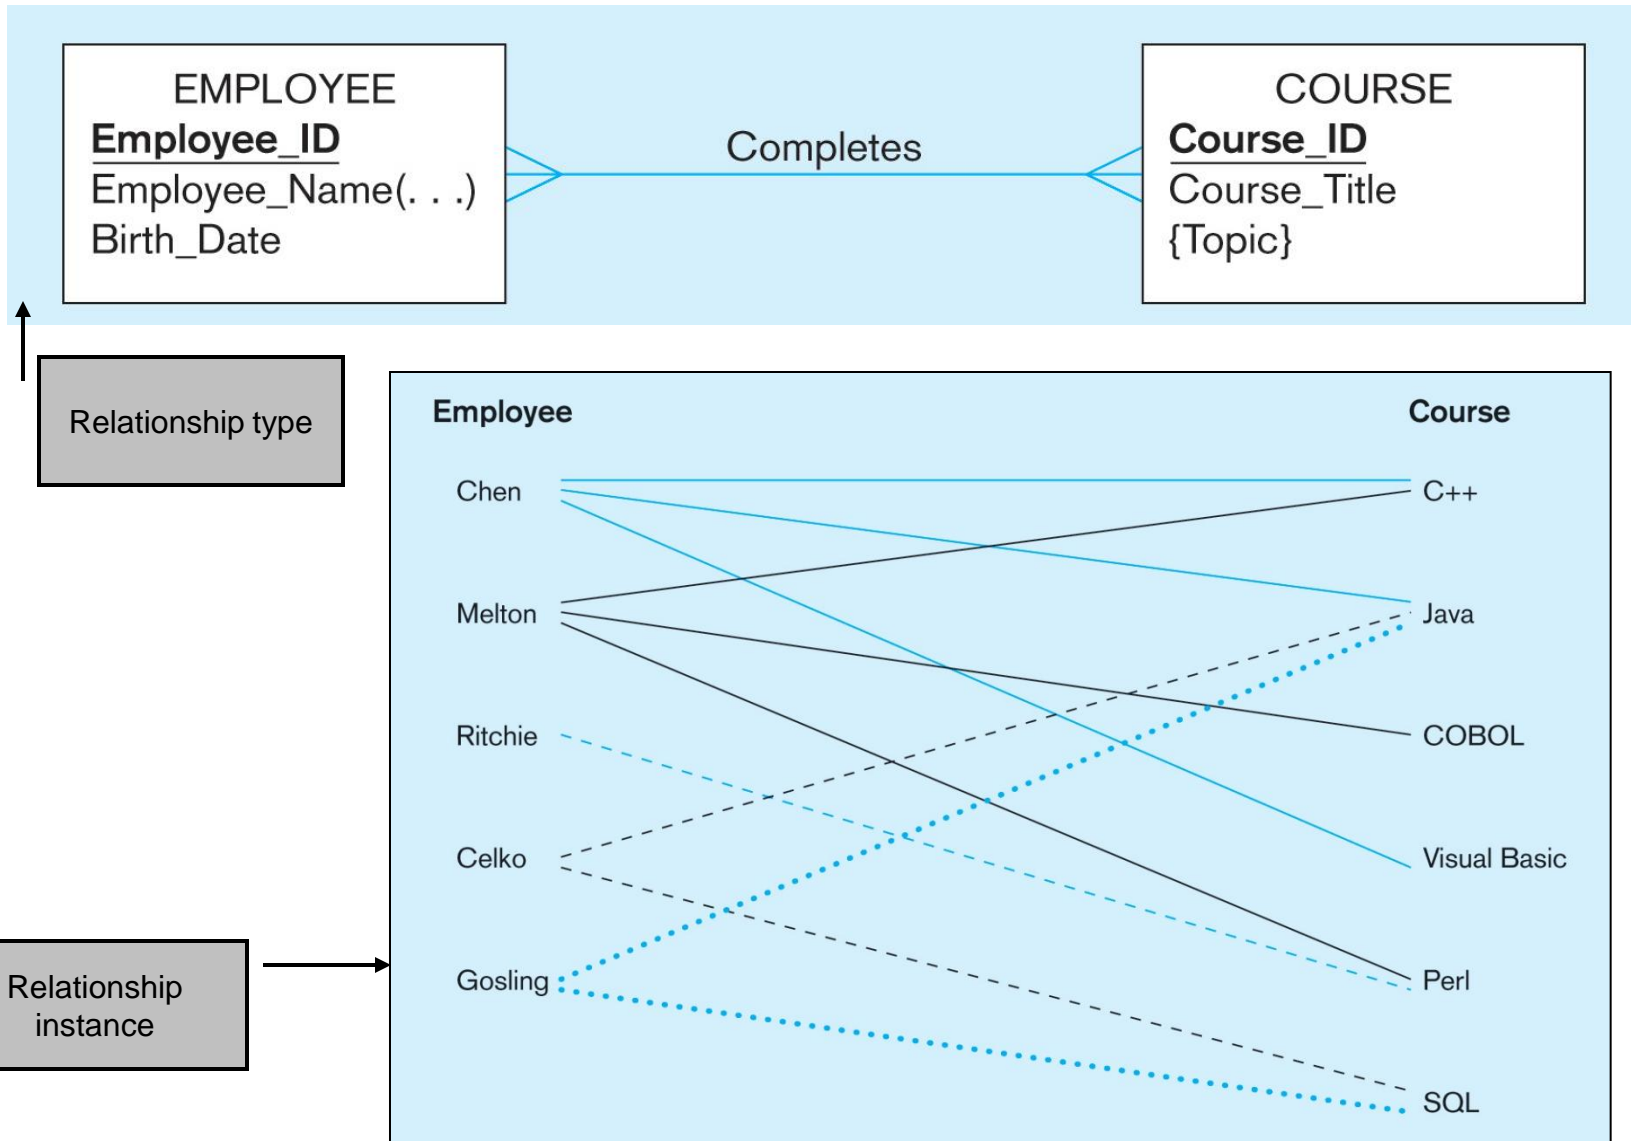 EMPLOYEE
Employee_ID
Employee_Name(. . .)
Birth_Date
Completes
COURSE
Course_ID
Course_Title
{Topic}
Relationship type
Employee
Course
Chen
C++
Melton
Java
Ritchie
COBOL
Celko
Visual Basic
Gosling
Perl
SQL
Relationship
instance